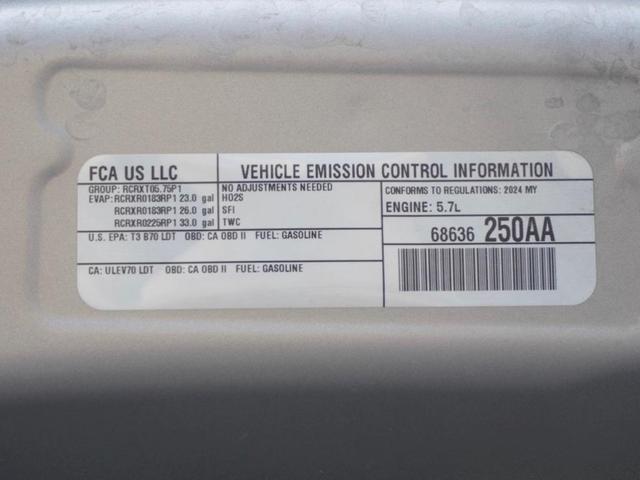 FCA US LLC
VEHICLE EMISSION CONTROL INFORMATION
GROUP: RCRXT05.75P1
EVAP: RCRXR0183RP1 23.0 gal
RCRXR0183RP1 26.0 gal
RCRXR0225RP1 33.0 gal
NO ADJUSTMENTS NEEDED
HO2S
SFI
TWC
U.S. EPA: T3 B70 LDT OBD: CA OBD II FUEL: GASOLINE
CA: ULEV70 LDT OBD: CA OBD II FUEL: GASOLINE
CONFORMS TO REGULATIONS: 2024 MY
ENGINE: 5.7L
68636 250AA